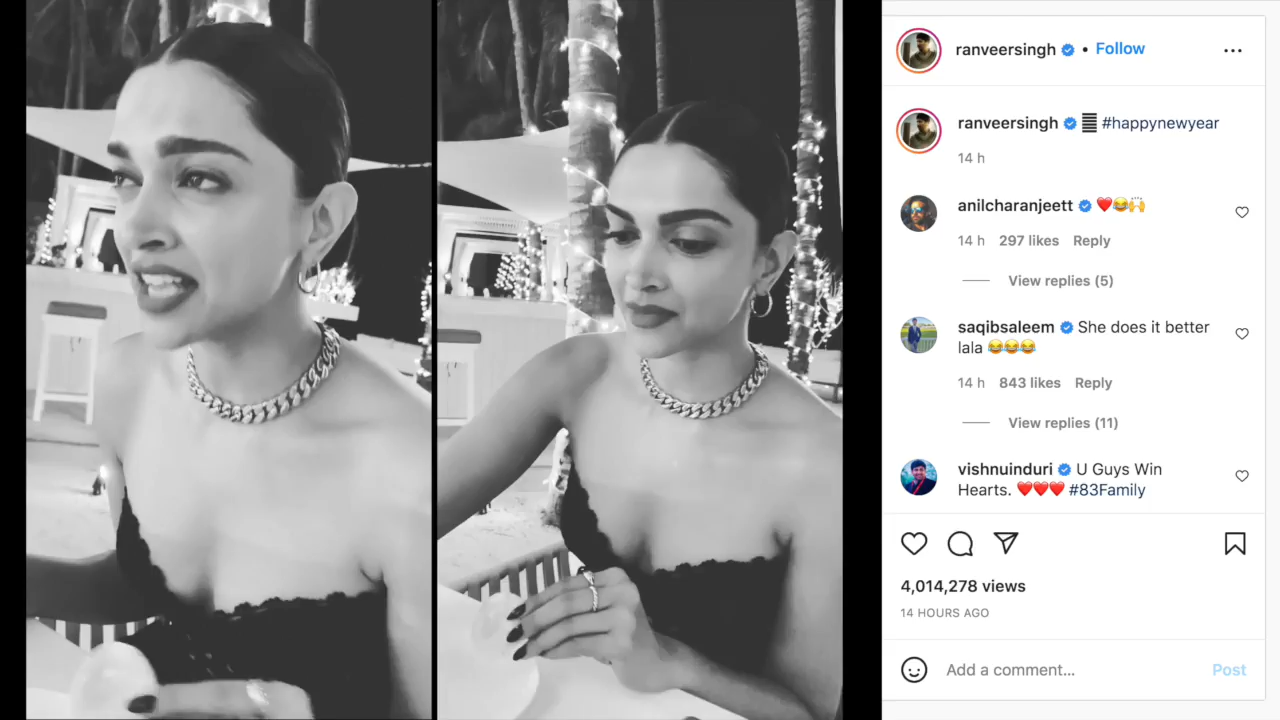 ranveersingh • Follow
ranveersingh #happynewyear
14 h
anilcharanjeett ❤️😂🙌
14 h 297 likes Reply
View replies (5)
saqibsaleem She does it better
lala 😂😂😂
14 h 843 likes Reply
View replies (11)
vishnuinduri U Guys Win
Hearts. ❤️❤️❤️ #83Family
4,014,278 views
14 HOURS AGO
Add a comment... Post